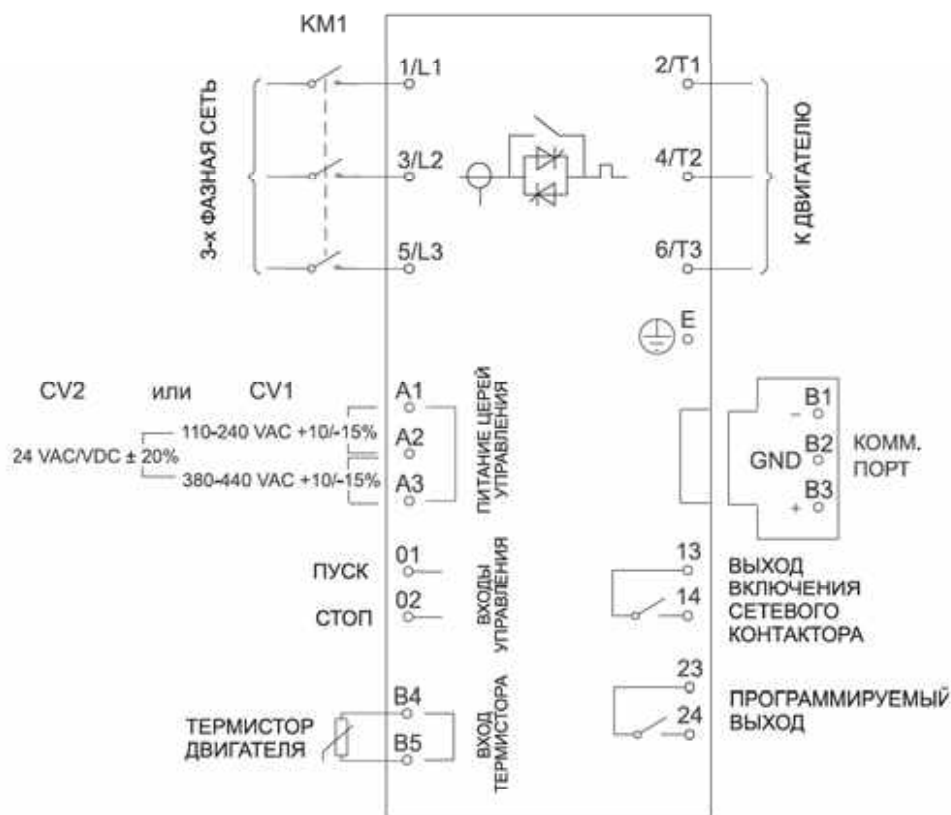 KM1
1/L1
2/T1
3-х ФАЗНАЯ СЕТЬ
3/L2
4/T2
К ДВИГАТЕЛЮ
5/L3
6/T3
E
CV2 или CV1
A1
110-240 VAC +10/-15%
A2
24 VAC/VDC ± 20%
380-440 VAC +10/-15%
A3
ПИТАНИЕ ЦЕРЕЙ
УПРАВЛЕНИЯ
B1
–
GND
B2
B3
+
КОММ.
ПОРТ
ПУСК
01
СТОП
02
ВХОДЫ
УПРАВЛЕНИЯ
13
14
ВЫХОД
ВКЛЮЧЕНИЯ
СЕТЕВОГО
КОНТАКТОРА
ТЕРМИСТОР
ДВИГАТЕЛЯ
B4
B5
ВХОД
ТЕРМИСТОРА
23
24
ПРОГРАММИРУЕМЫЙ
ВЫХОД